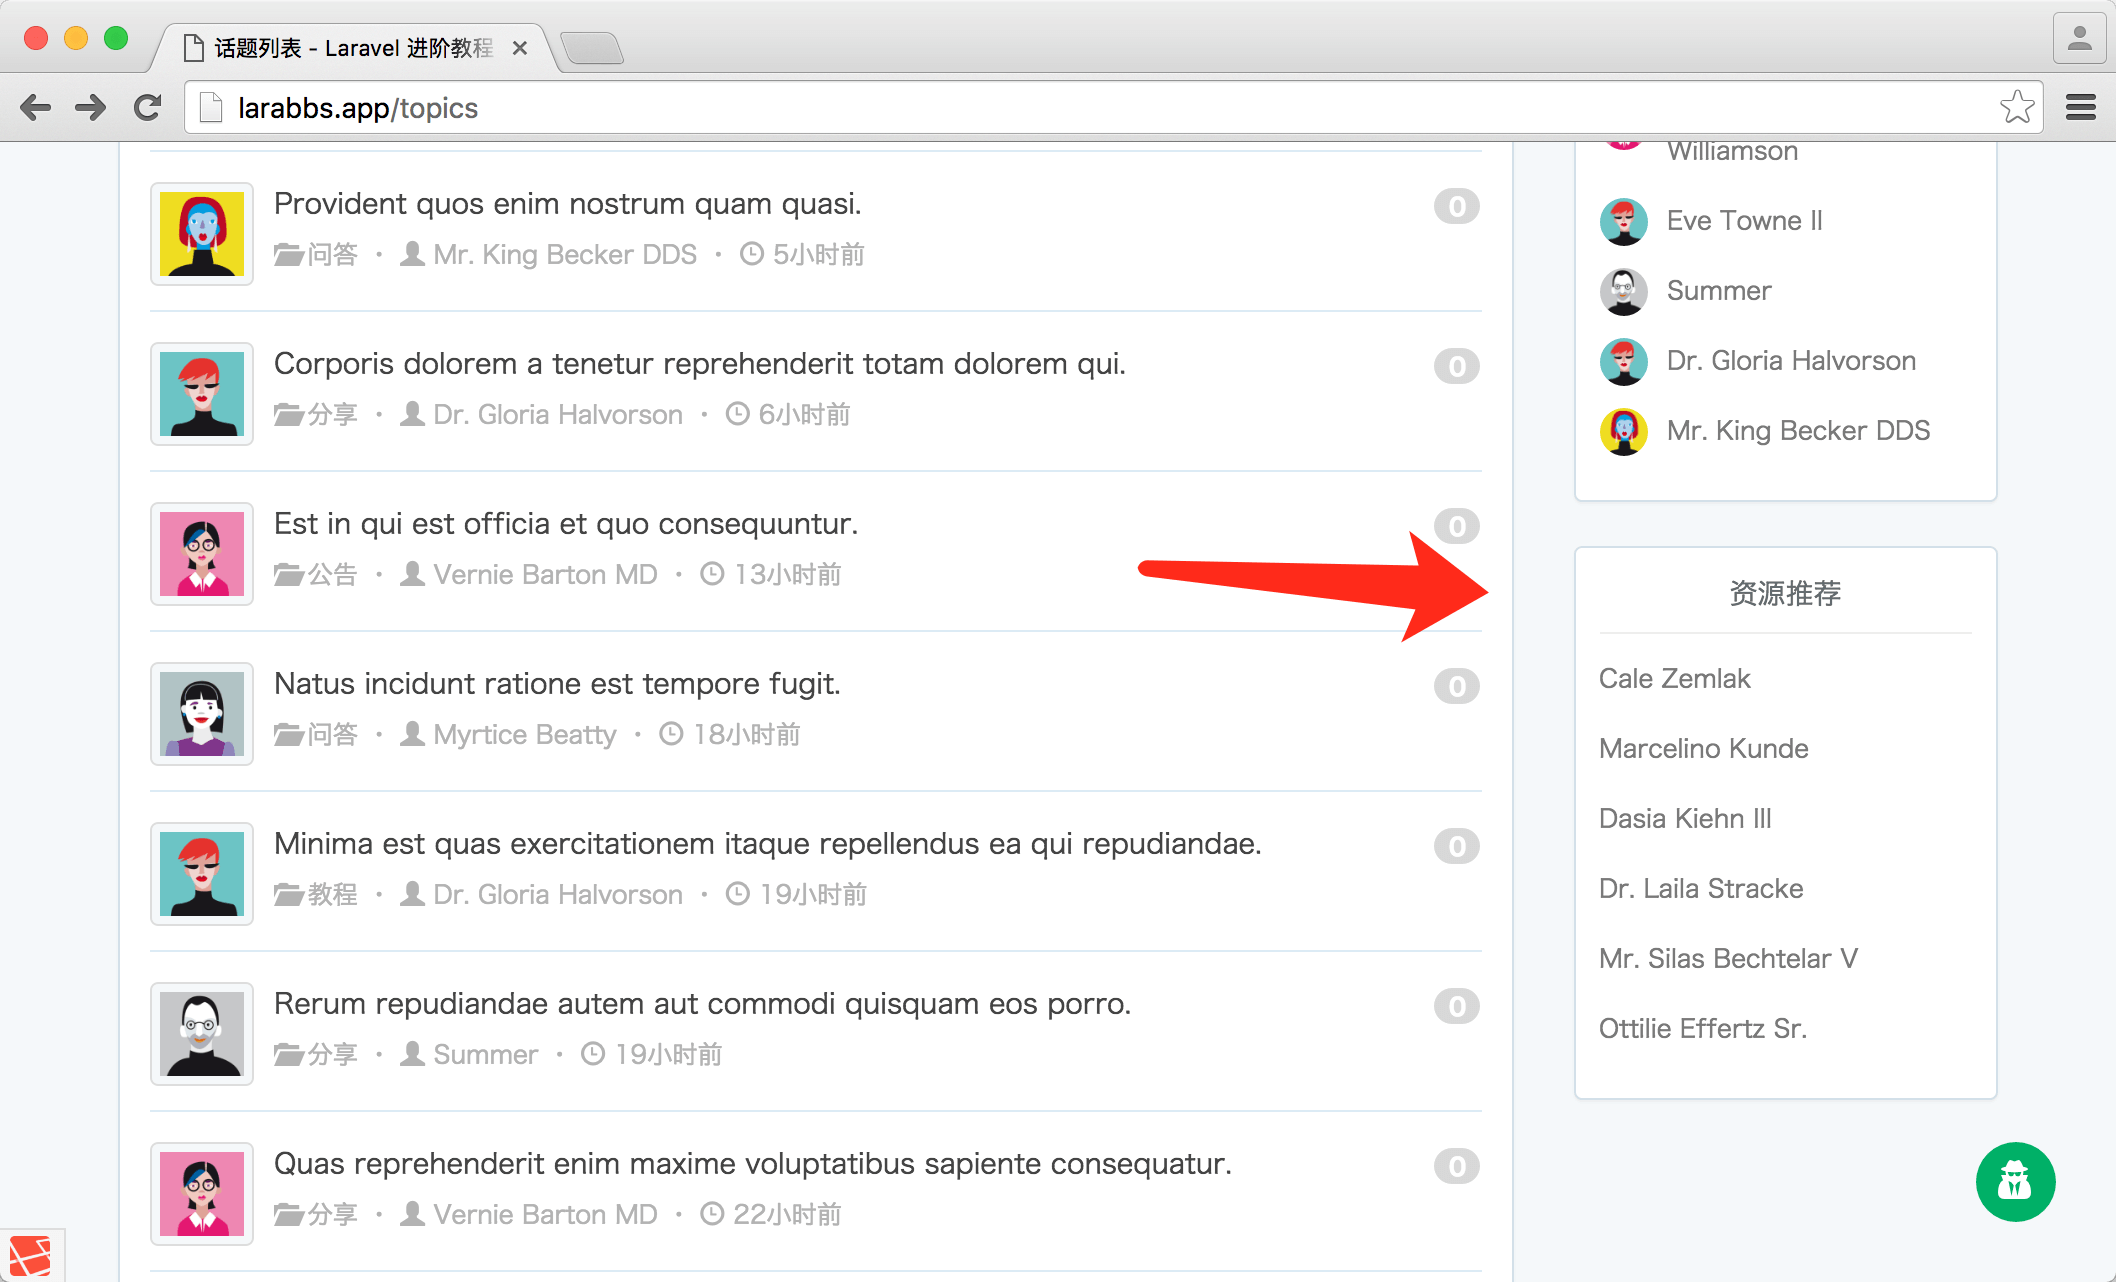 话题列表 - Laravel 进阶教程
larabbs.app/topics
Provident quos enim nostrum quam quasi.
0
问答 · Mr. King Becker DDS · 5小时前
Corporis dolorem a tenetur reprehenderit totam dolorem qui.
0
分享 · Dr. Gloria Halvorson · 6小时前
Est in qui est officia et quo consequuntur.
0
公告 · Vernie Barton MD · 13小时前
Natus incidunt ratione est tempore fugit.
0
问答 · Myrtice Beatty · 18小时前
Minima est quas exercitationem itaque repellendus ea qui repudiandae.
0
教程 · Dr. Gloria Halvorson · 19小时前
Rerum repudiandae autem aut commodi quisquam eos porro.
0
分享 · Summer · 19小时前
Quas reprehenderit enim maxime voluptatibus sapiente consequatur.
0
分享 · Vernie Barton MD · 22小时前
Williamson
Eve Towne II
Summer
Dr. Gloria Halvorson
Mr. King Becker DDS
资源推荐
Cale Zemlak
Marcelino Kunde
Dasia Kiehn III
Dr. Laila Stracke
Mr. Silas Bechtelar V
Ottilie Effertz Sr.